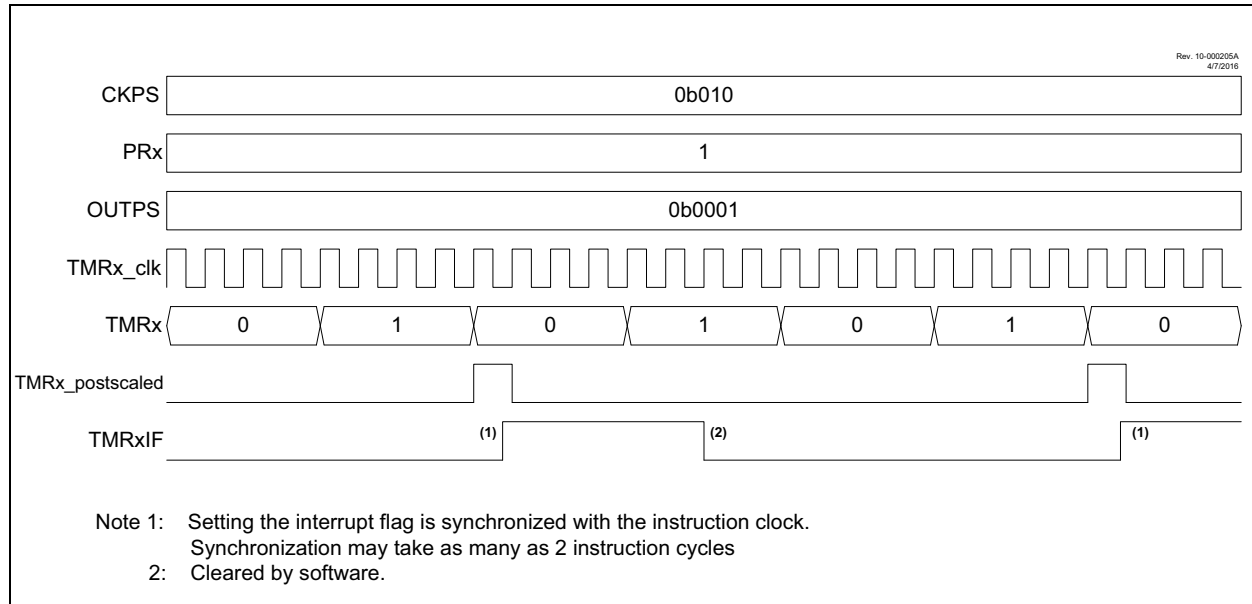 Rev. 10-000205A
4/7/2016
CKPS 0b010
PRx 1
OUTPS 0b0001
TMRx_clk
TMRx 0 1 0 1 0 1 0
TMRx_postscaled
TMRxIF (1) (2) (1)
Note 1: Setting the interrupt flag is synchronized with the instruction clock.
Synchronization may take as many as 2 instruction cycles
2: Cleared by software.